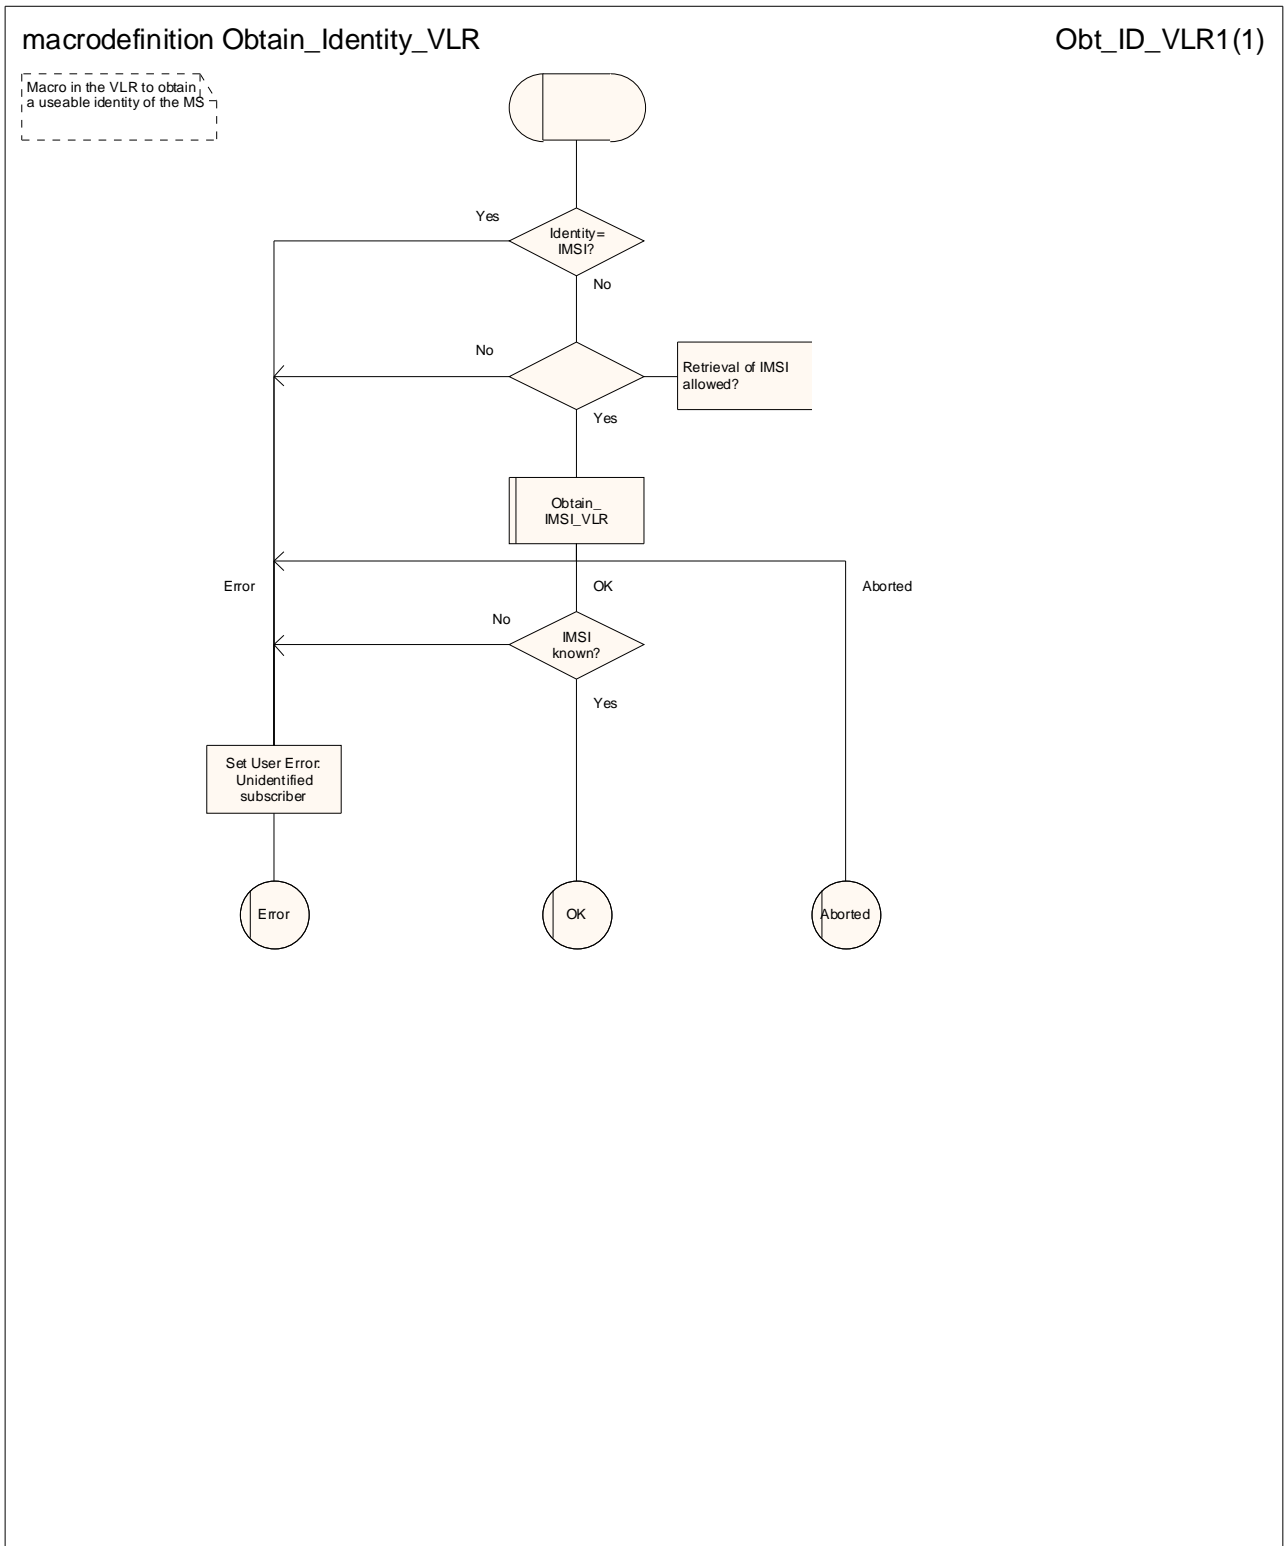 macrodefinition Obtain_Identity_VLR
Obt_ID_VLR1(1)
Macro in the VLR to obtain
a useable identity of the MS
Yes
Identity=
IMSI?
No
No
Retrieval of IMSI
allowed?
Yes
Obtain_
IMSI_VLR
Error
OK
Aborted
No
IMSI
known?
Yes
Set User Error:
Unidentified
subscriber
Error
OK
Aborted